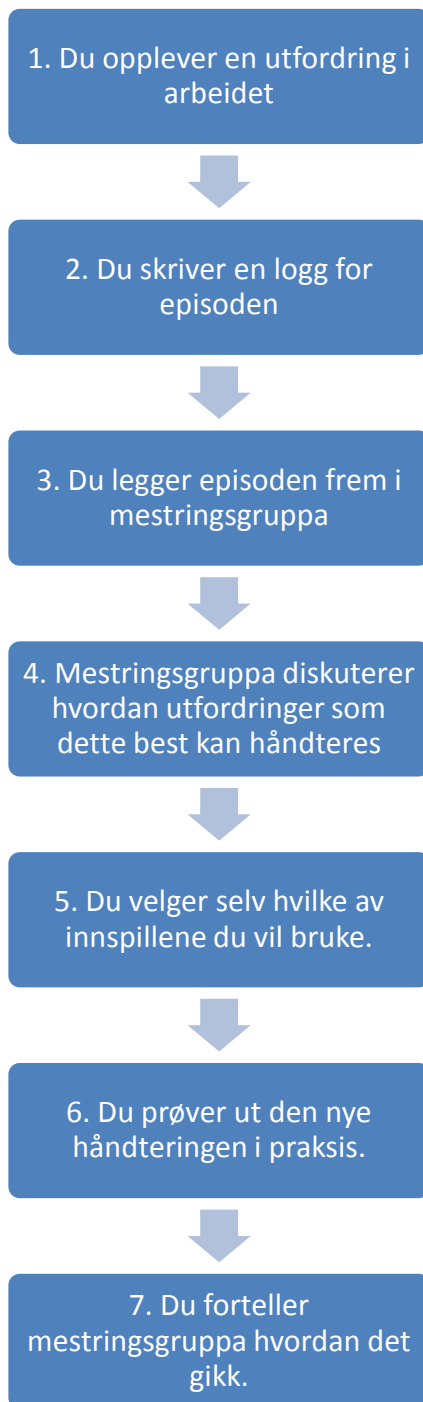 1. Du opplever en utfordring i
arbeidet
2. Du skriver en logg for
episoden
3. Du legger episoden frem i
mestringsgruppa
4. Mestringsgruppa diskuterer
hvordan utfordringer som
dette best kan håndteres
5. Du velger selv hvilke av
innspillene du vil bruke.
6. Du prøver ut den nye
håndteringen i praksis.
7. Du forteller
mestringsgruppa hvordan det
gikk.